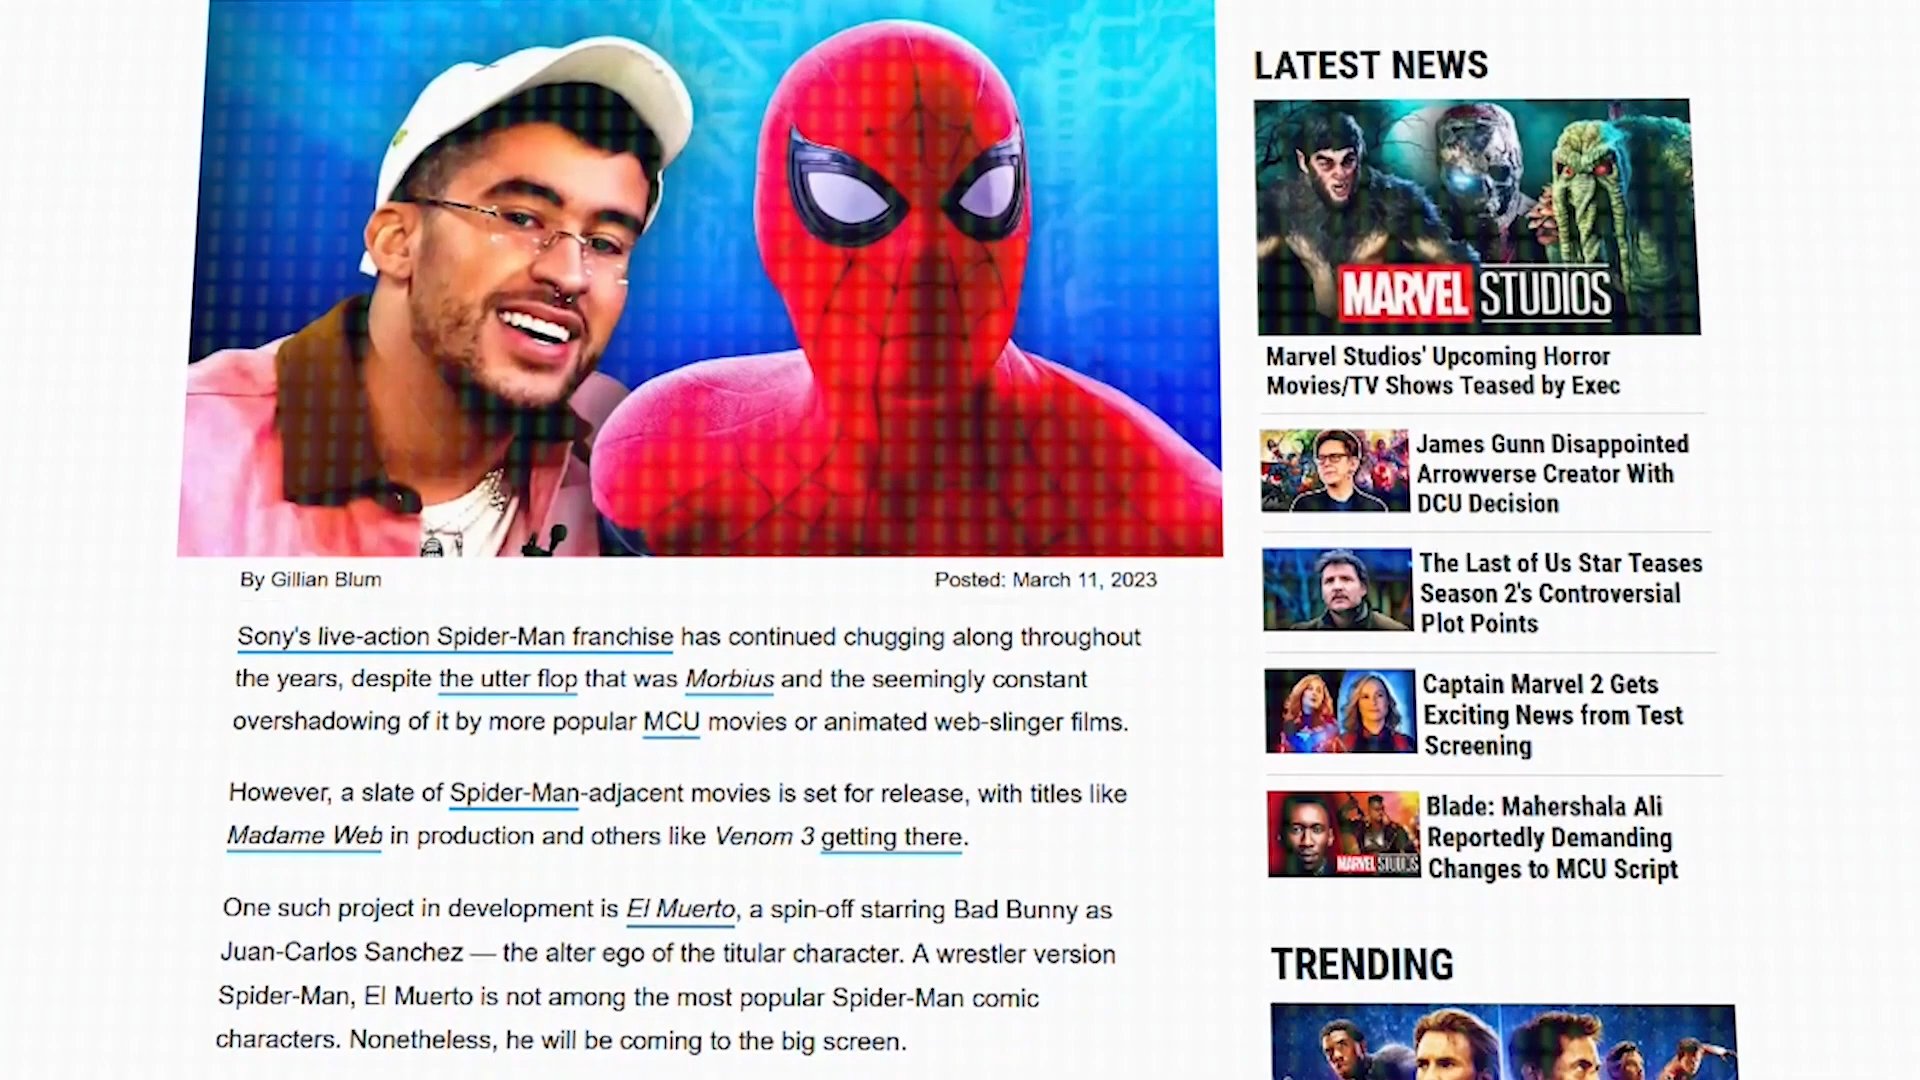 By Gillian Blum
Posted: March 11, 2023
Sony's live-action Spider-Man franchise has continued chugging along throughout
the years, despite the utter flop that was Morbius and the seemingly constant
overshadowing of it by more popular MCU movies or animated web-slinger films.
However, a slate of Spider-Man-adjacent movies is set for release, with titles like
Madame Web in production and others like Venom 3 getting there.
One such project in development is El Muerto, a spin-off starring Bad Bunny as
Juan-Carlos Sanchez — the alter ego of the titular character. A wrestler version
Spider-Man, El Muerto is not among the most popular Spider-Man comic
characters. Nonetheless, he will be coming to the big screen.
LATEST NEWS
MARVEL STUDIOS
Marvel Studios' Upcoming Horror
Movies/TV Shows Teased by Exec
James Gunn Disappointed
Arrowverse Creator With
DCU Decision
The Last of Us Star Teases
Season 2's Controversial
Plot Points
Captain Marvel 2 Gets
Exciting News from Test
Screening
MARVEL STUDIOS
Blade: Mahershala Ali
Reportedly Demanding
Changes to MCU Script
TRENDING